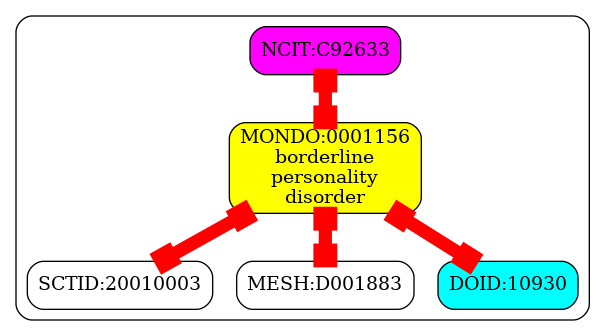 NCIT:C92633
MONDO:0001156
borderline
personality
disorder
SCTID:20010003
MESH:D001883
DOID:10930